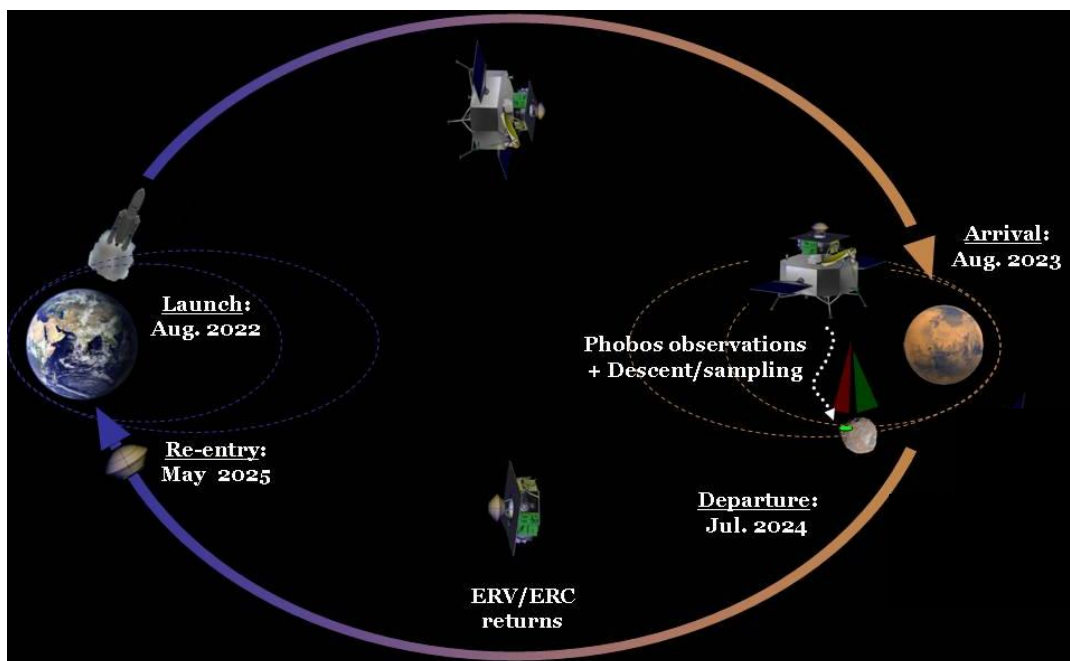 Launch:
Aug. 2022
Arrival:
Aug. 2023
Phobos observations
+ Descent/sampling
Departure:
Jul. 2024
ERV/ERC
returns
Re-entry:
May 2025